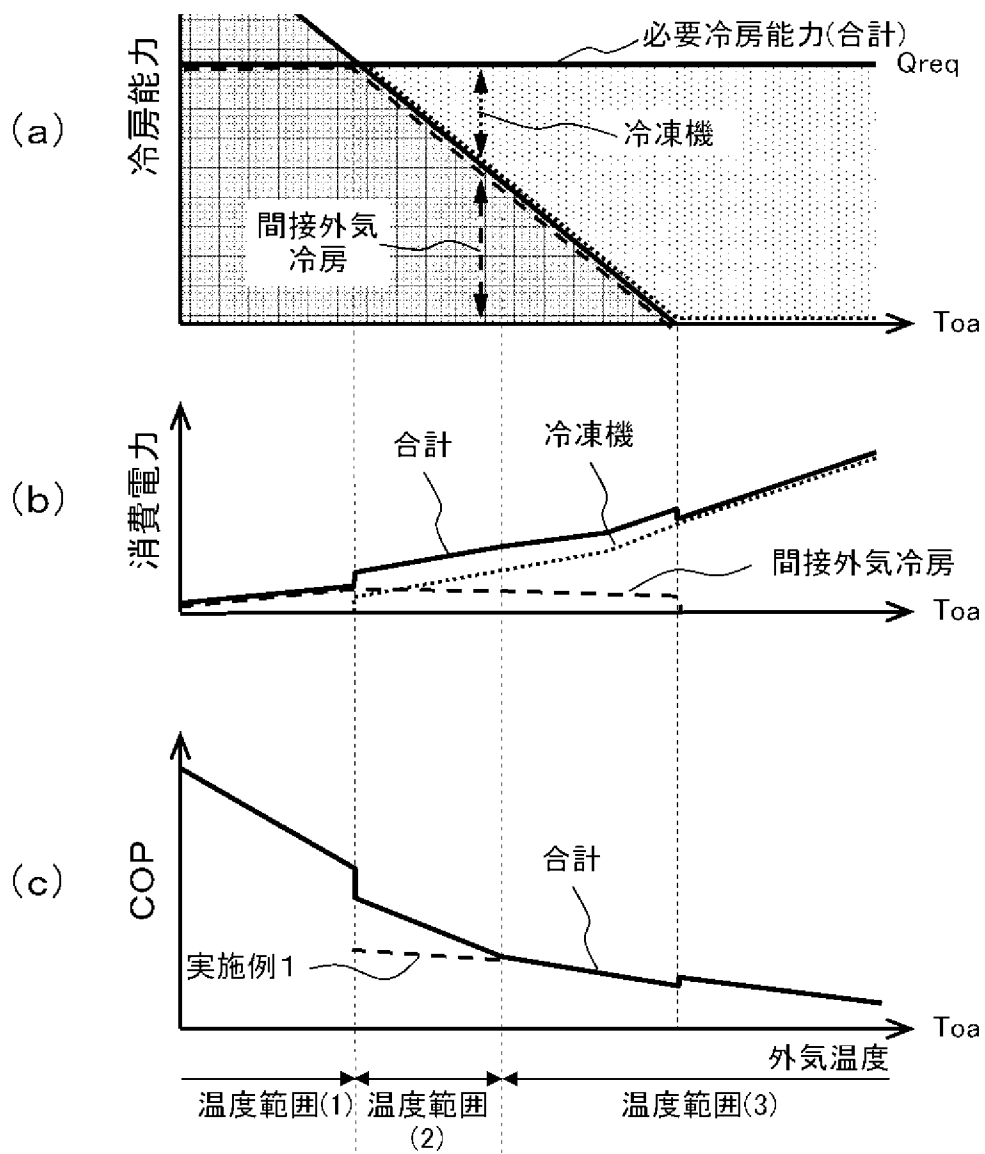 (a)
冷房能力
必要冷房能力(合計)
Qreq
冷凍機
間接外気
冷房
Toa
(b)
消費電力
合計
冷凍機
間接外気冷房
Toa
(c)
COP
合計
実施例1
Toa
外気温度
温度範囲(1)
温度範囲
(2)
温度範囲(3)